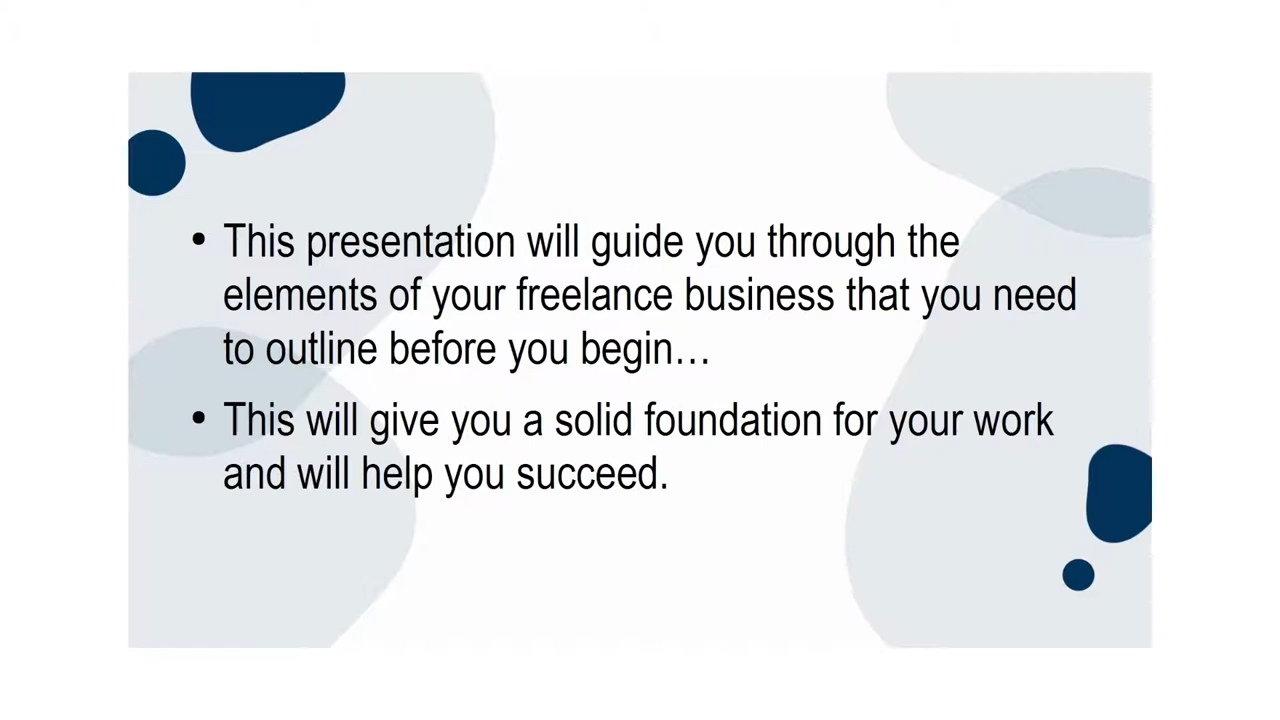 • This presentation will guide you through the
elements of your freelance business that you need
to outline before you begin…
• This will give you a solid foundation for your work
and will help you succeed.